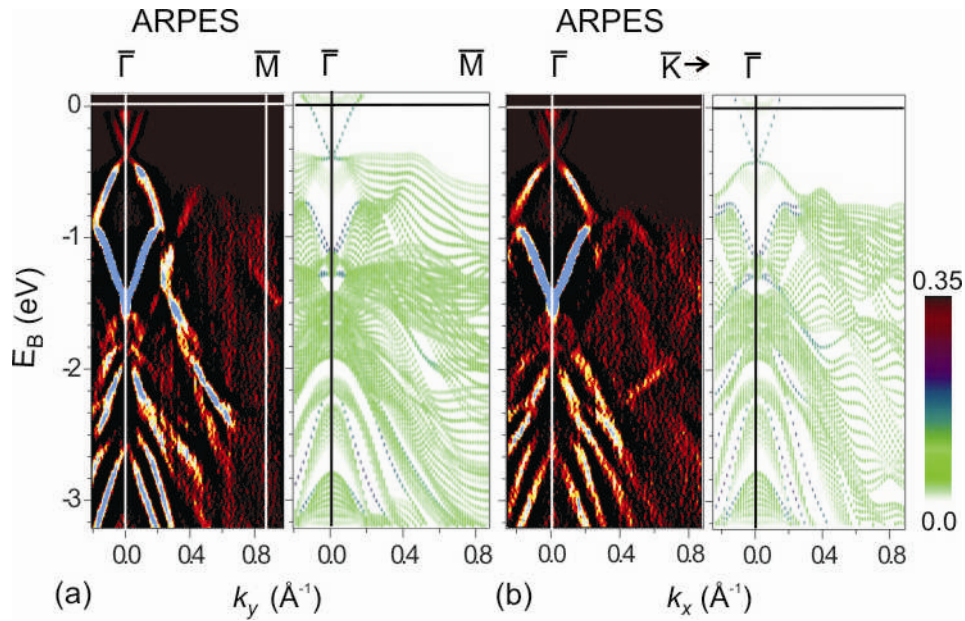 ARPES ARPES
Γ̅ M̅ Γ̅ M̅ Γ̅ K̅ → Γ̅
0
-1
-2
-3
E_B (eV)
0.35
0.0
0.0 0.4 0.8 0.0 0.4 0.8 0.0 0.4 0.8 0.0 0.4 0.8
(a) k_y (Å⁻¹) (b) k_x (Å⁻¹)